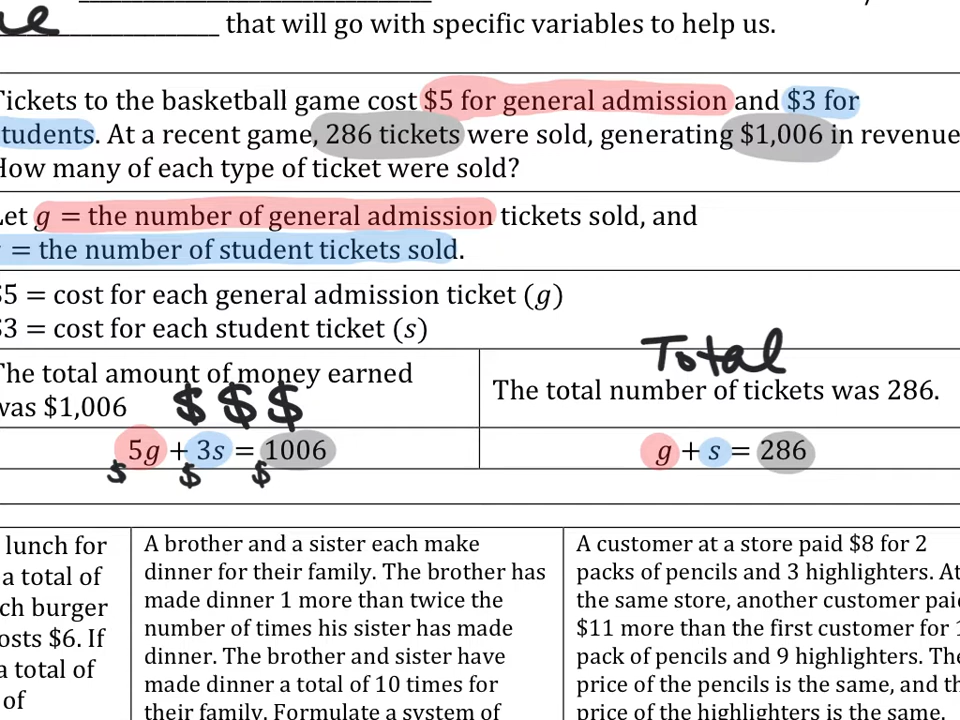 that will go with specific variables to help us.
Tickets to the basketball game cost $5 for general admission and $3 for
students. At a recent game, 286 tickets were sold, generating $1,006 in revenue
How many of each type of ticket were sold?
Let g = the number of general admission tickets sold, and
= the number of student tickets sold.
$5 = cost for each general admission ticket (g)
$3 = cost for each student ticket (s)
The total amount of money earned
was $1,006 $ $ $
Total
The total number of tickets was 286.
5g + 3s = 1006
$ $ $
g + s = 286
lunch for
a total of
ch burger
osts $6. If
a total of
of
A brother and a sister each make
dinner for their family. The brother has
made dinner 1 more than twice the
number of times his sister has made
dinner. The brother and sister have
made dinner a total of 10 times for
their family. Formulate a system of
A customer at a store paid $8 for 2
packs of pencils and 3 highlighters. At
the same store, another customer paid
$11 more than the first customer for 1
pack of pencils and 9 highlighters. The
price of the pencils is the same, and th
price of the highlighters is the same.